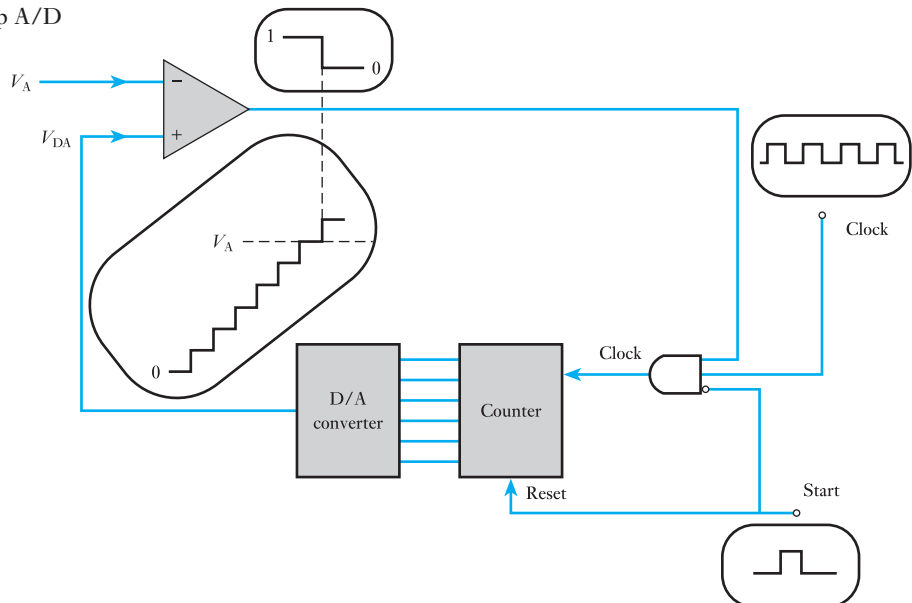 A/D
1
0
V_A
−
V_DA
+
Clock
V_A
Clock
0
D/A
converter
Counter
Reset
Start